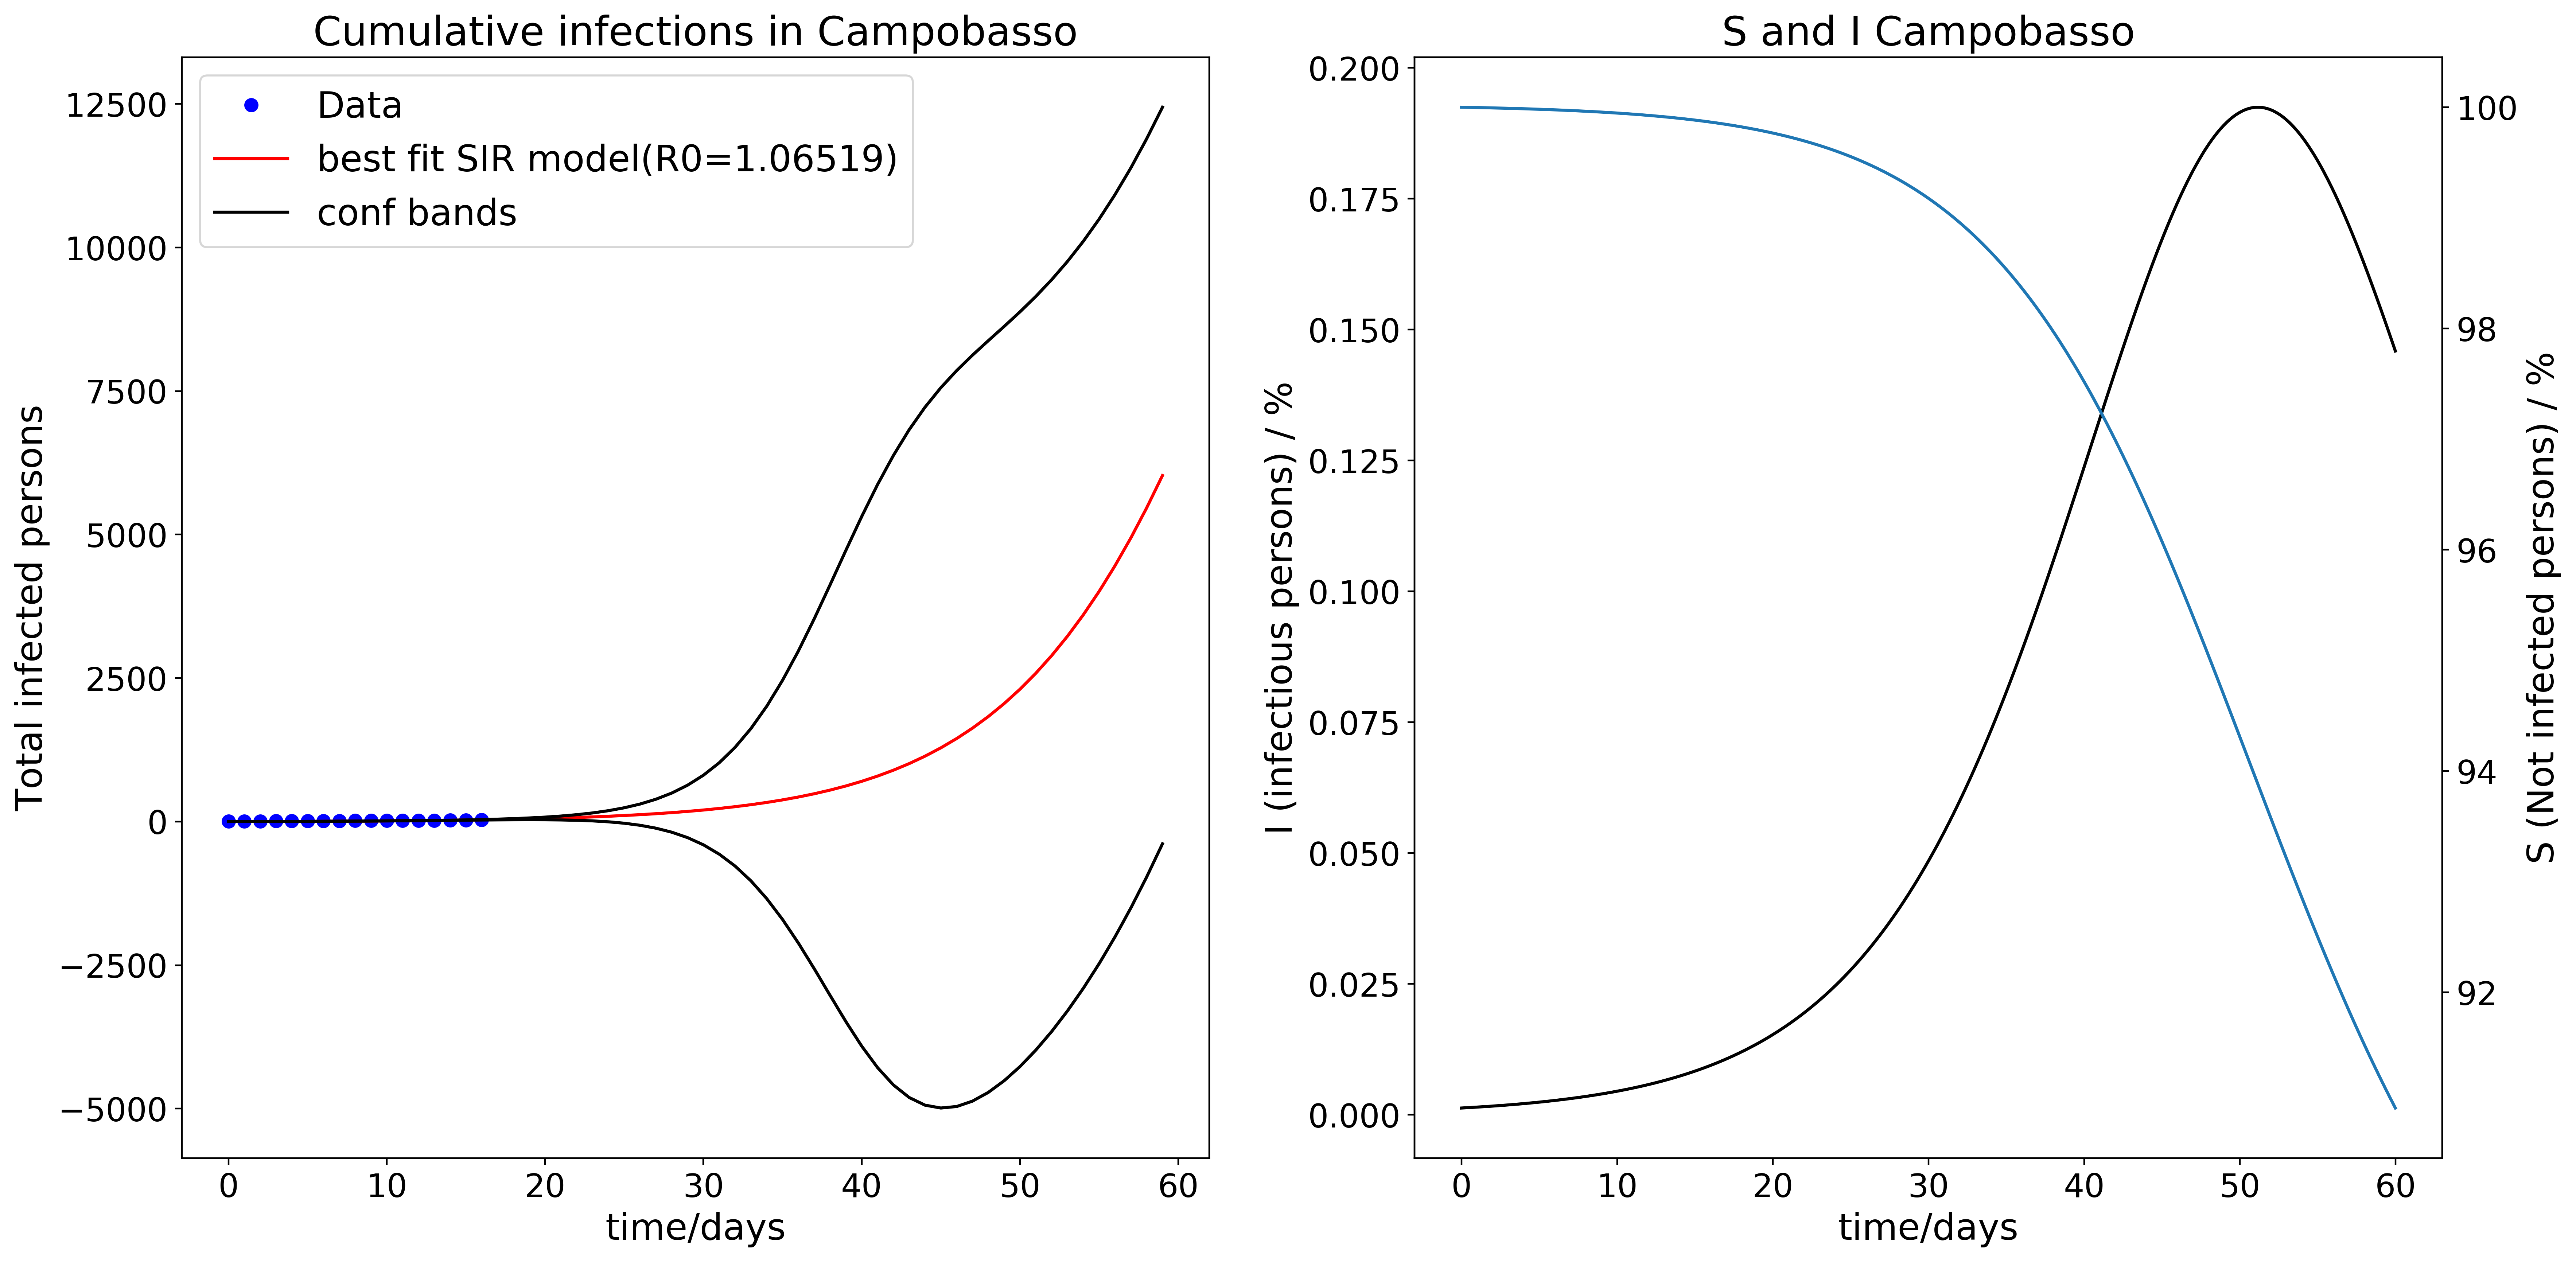 Cumulative infections in Campobasso
Data
best fit SIR model(R0=1.06519)
conf bands
Total infected persons
12500
10000
7500
5000
2500
0
−2500
−5000
0 10 20 30 40 50 60
time/days
S and I Campobasso
I (infectious persons) / %
0.200
0.175
0.150
0.125
0.100
0.075
0.050
0.025
0.000
100
98
96
94
92
S (Not infected persons) / %
0 10 20 30 40 50 60
time/days